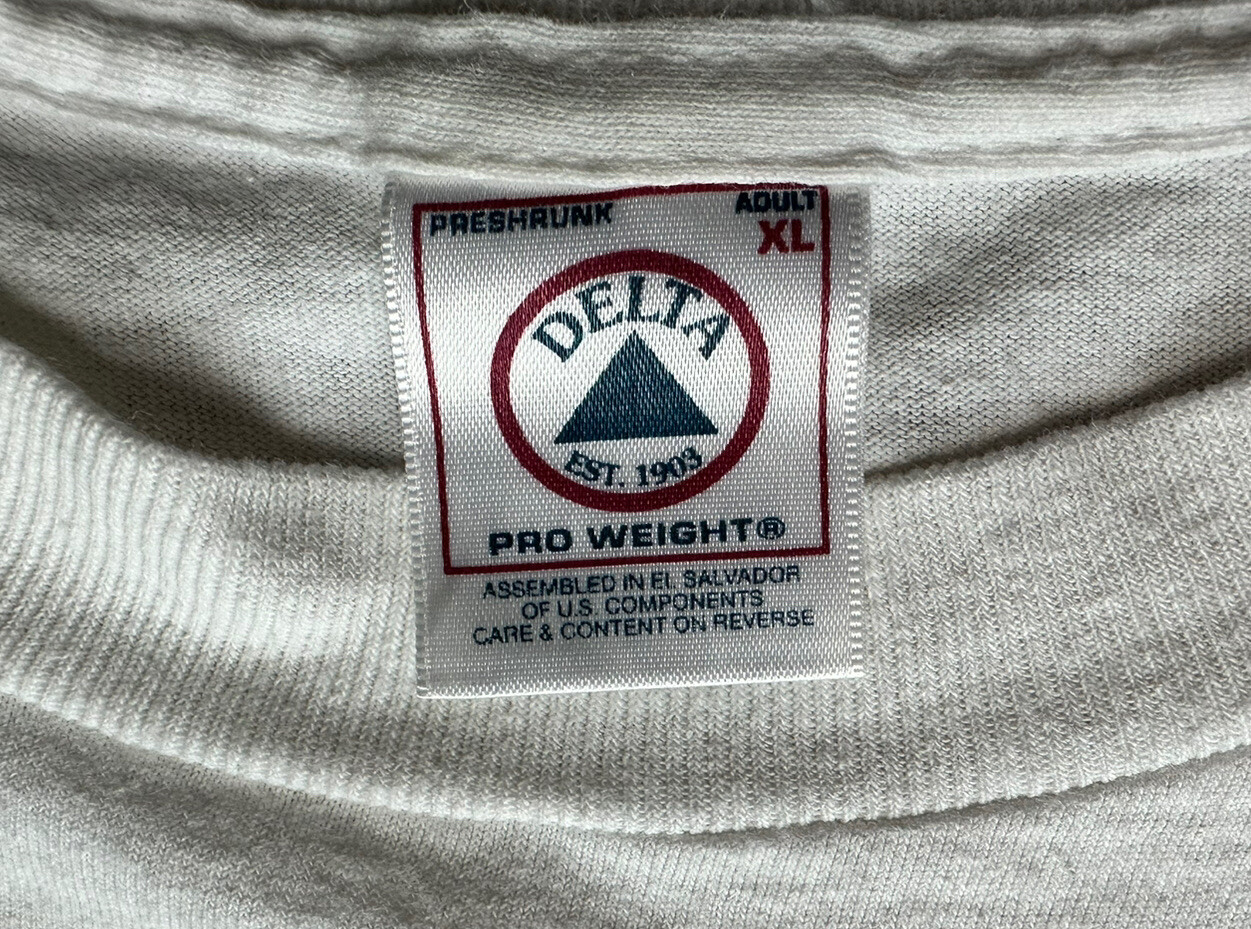 PRESHRUNK
ADULT
XL
DELTA
EST. 1903
PRO WEIGHT®
ASSEMBLED IN EL SALVADOR
OF U.S. COMPONENTS
CARE & CONTENT ON REVERSE